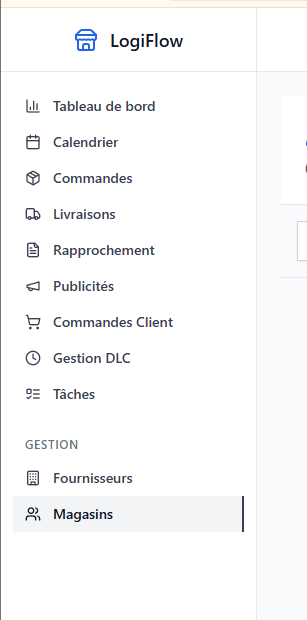 LogiFlow
Tableau de bord
Calendrier
Commandes
Livraisons
Rapprochement
Publicités
Commandes Client
Gestion DLC
Tâches
GESTION
Fournisseurs
Magasins